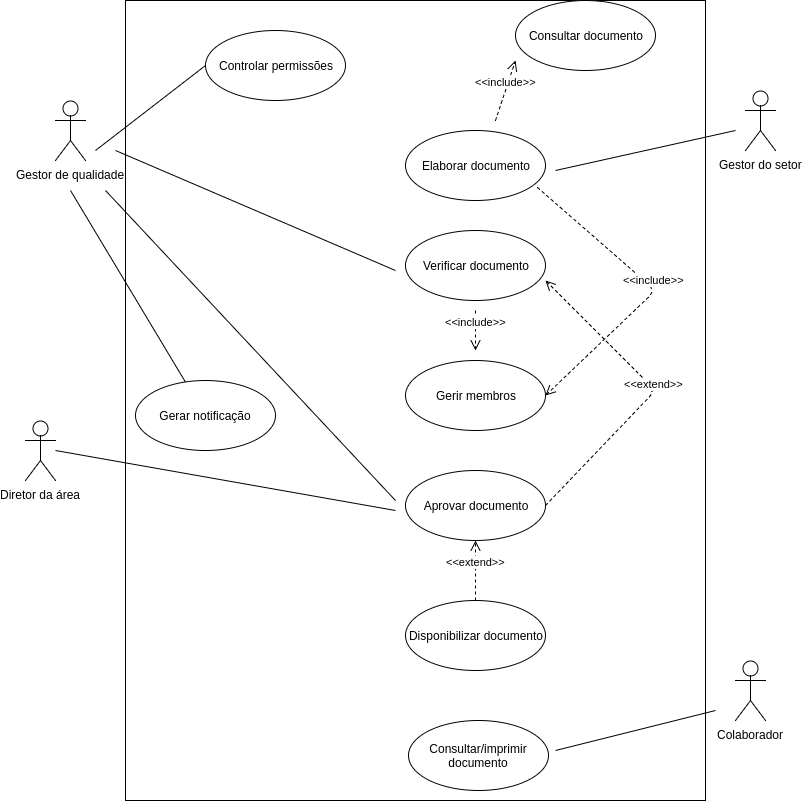 Consultar documento
Controlar permissões
<<include>>
Gestor de qualidade
Elaborar documento
Gestor do setor
Verificar documento
<<include>>
<<include>>
Gerir membros
<<extend>>
Gerar notificação
Diretor da área
Aprovar documento
<<extend>>
Disponibilizar documento
Colaborador
Consultar/imprimir
documento